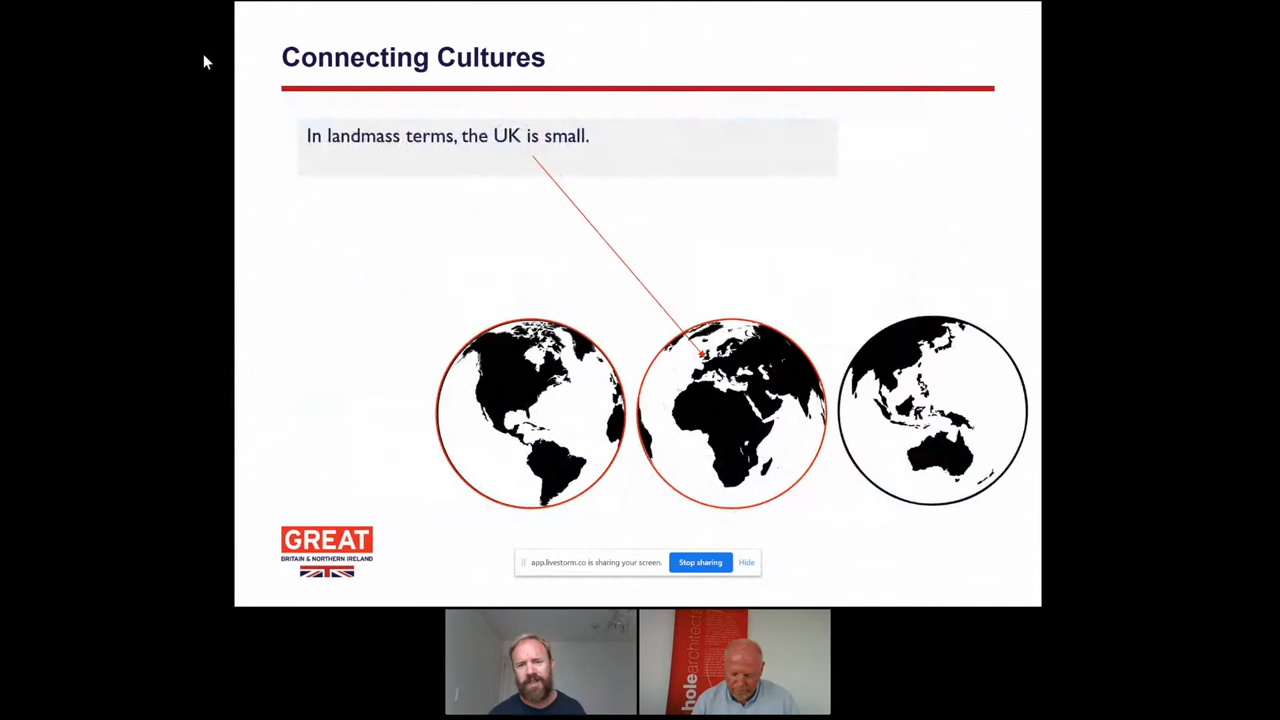 Connecting Cultures
In landmass terms, the UK is small.
GREAT
BRITAIN & NORTHERN IRELAND
app.livestorm.co is sharing your screen.
Stop sharing
Hide
holearchitects